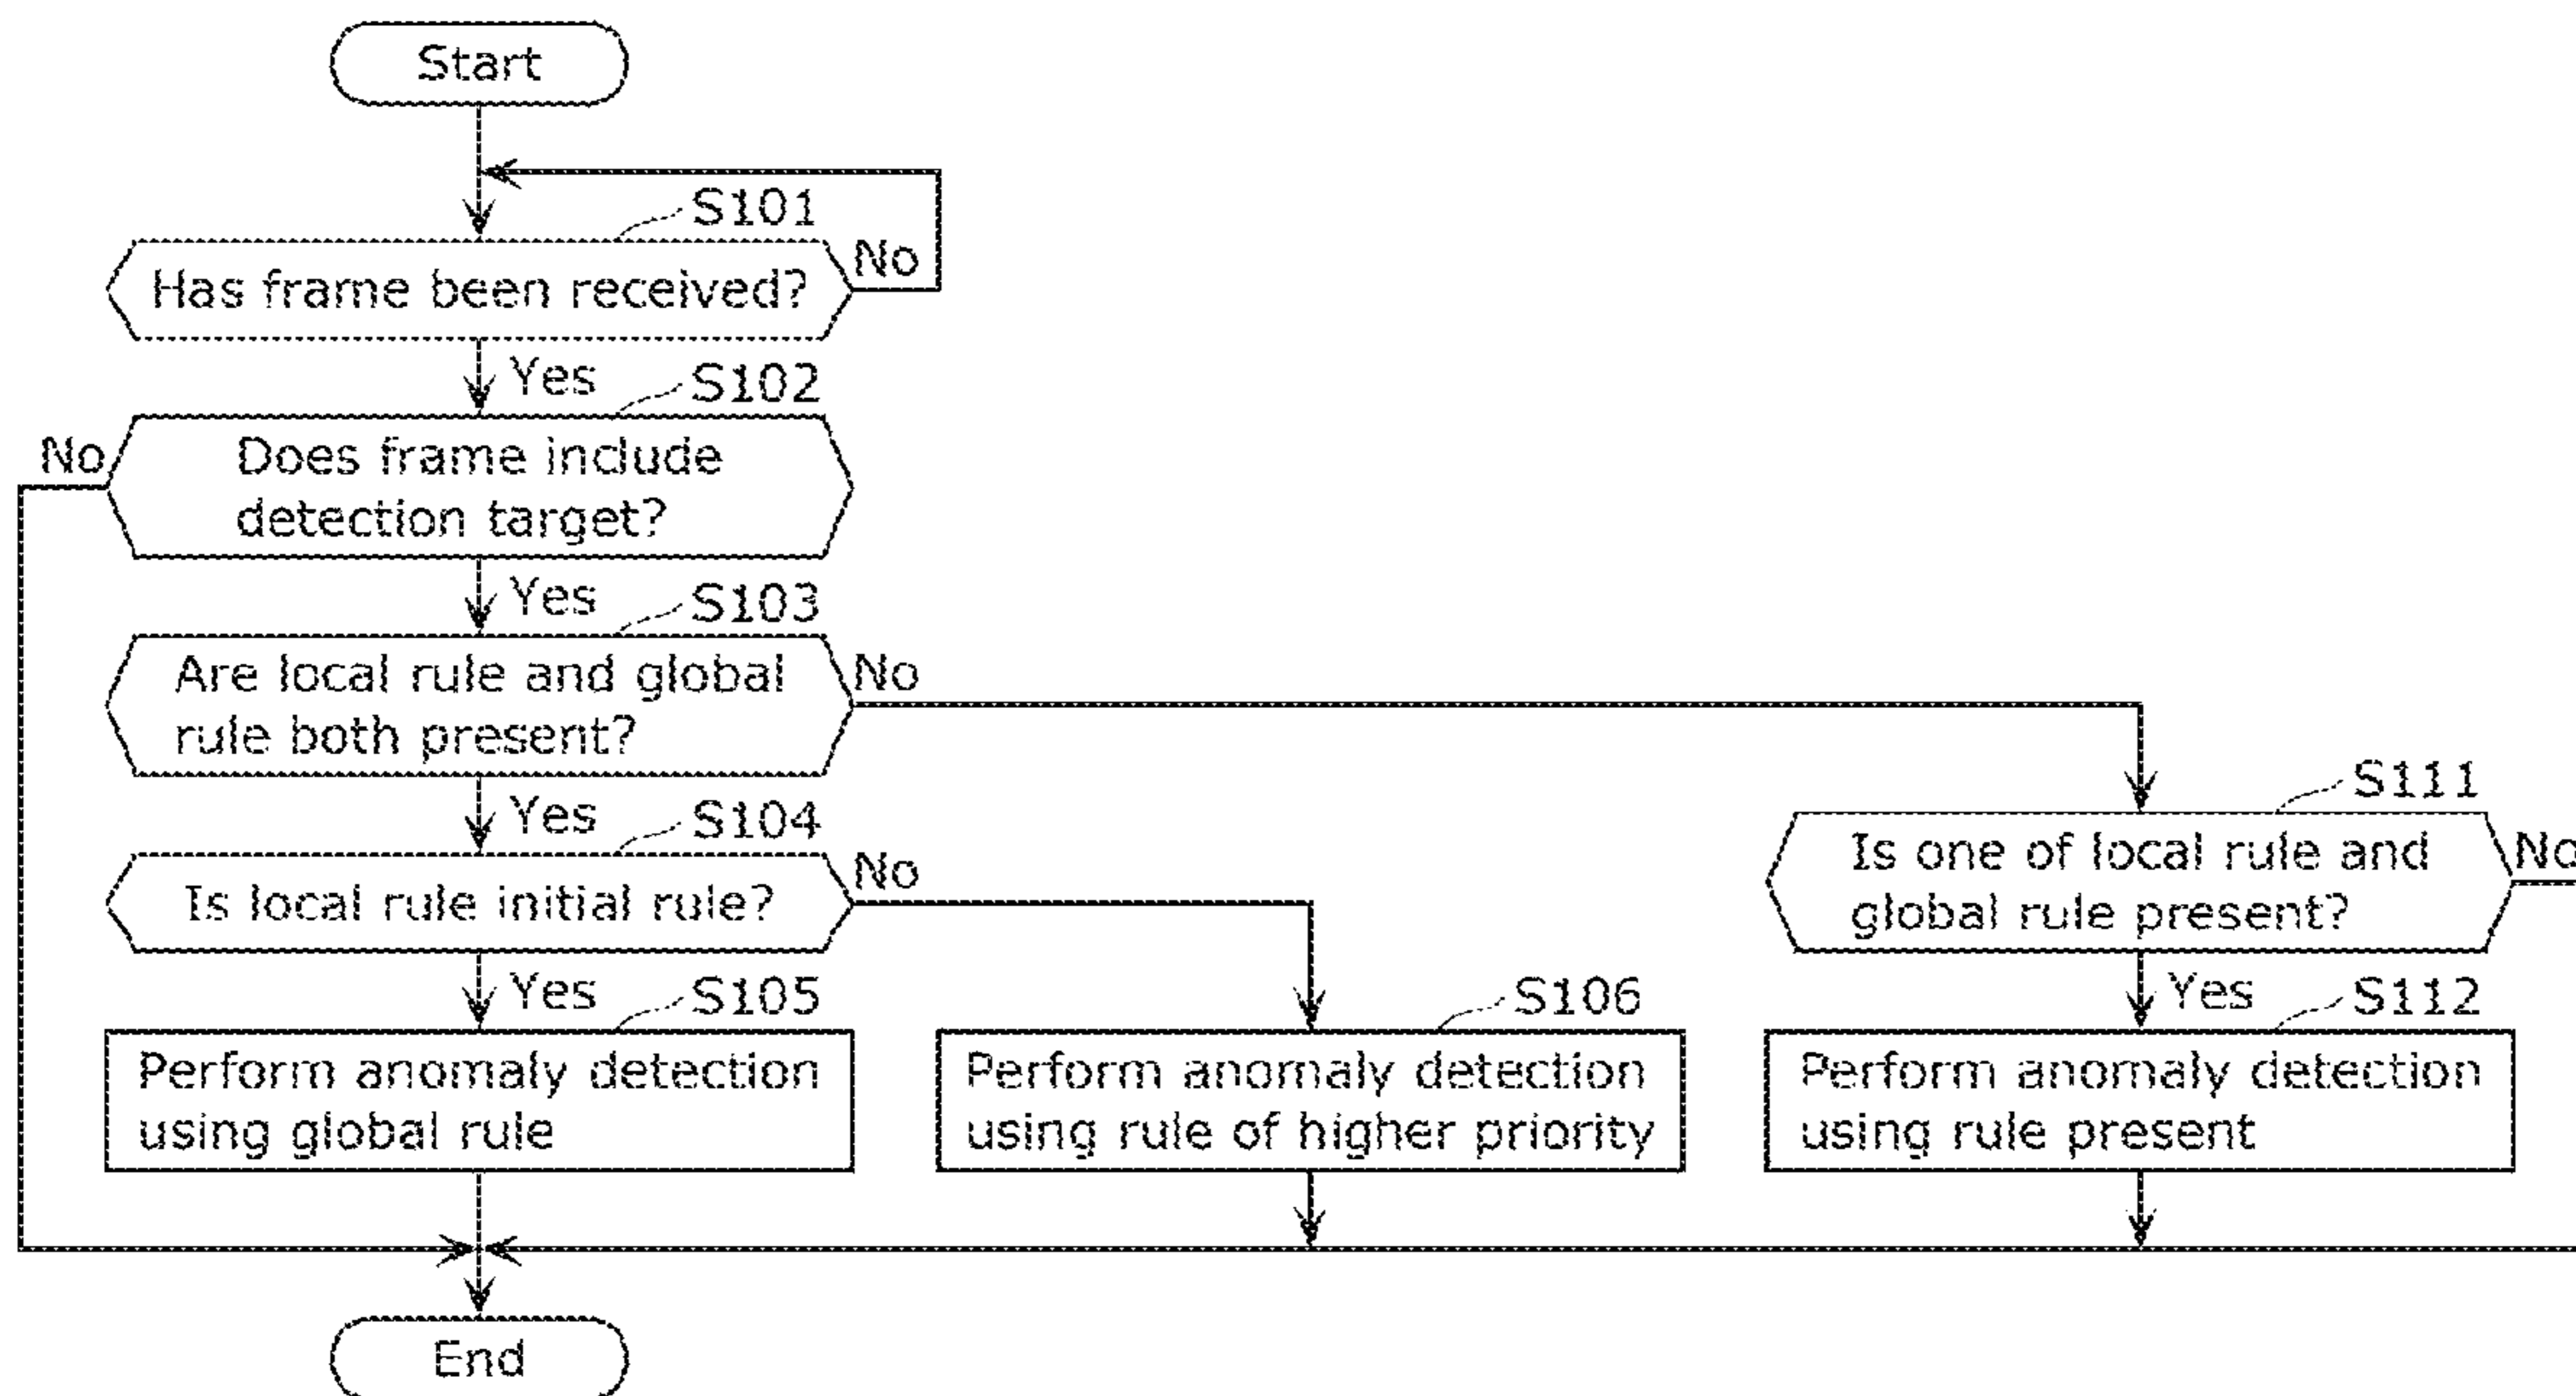 Start
S101
Has frame been received?
No
Yes
S102
No
Does frame include
detection target?
Yes
S103
Are local rule and global
rule both present?
No
Yes
S104
Is local rule initial rule?
No
S111
Is one of local rule and
global rule present?
No
Yes
S105
Perform anomaly detection
using global rule
S106
Perform anomaly detection
using rule of higher priority
Yes
S112
Perform anomaly detection
using rule present
End